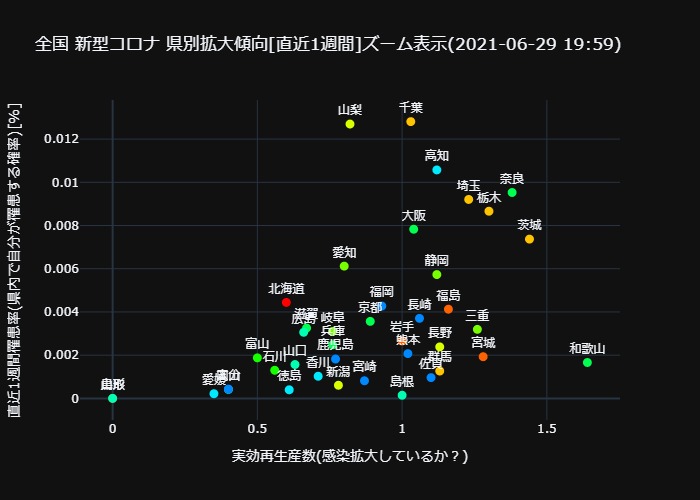 全国 新型コロナ 県別拡大傾向[直近1週間]ズーム表示(2021-06-29 19:59)
直近1週間罹患率(県内で自分が罹患する確率)[%]
0.012
0.01
0.008
0.006
0.004
0.002
0
山梨
千葉
高知
奈良
埼玉
栃木
大阪
茨城
愛知
静岡
北海道
福岡
福島
長崎
京都
滋賀
広島
岐阜
三重
岩手
兵庫
長野
熊本
宮城
鹿児島
富山
山口
石川
群馬
和歌山
香川
宮崎
佐賀
徳島
新潟
愛媛
島根
0
0.5
1
1.5
実効再生産数(感染拡大しているか？)